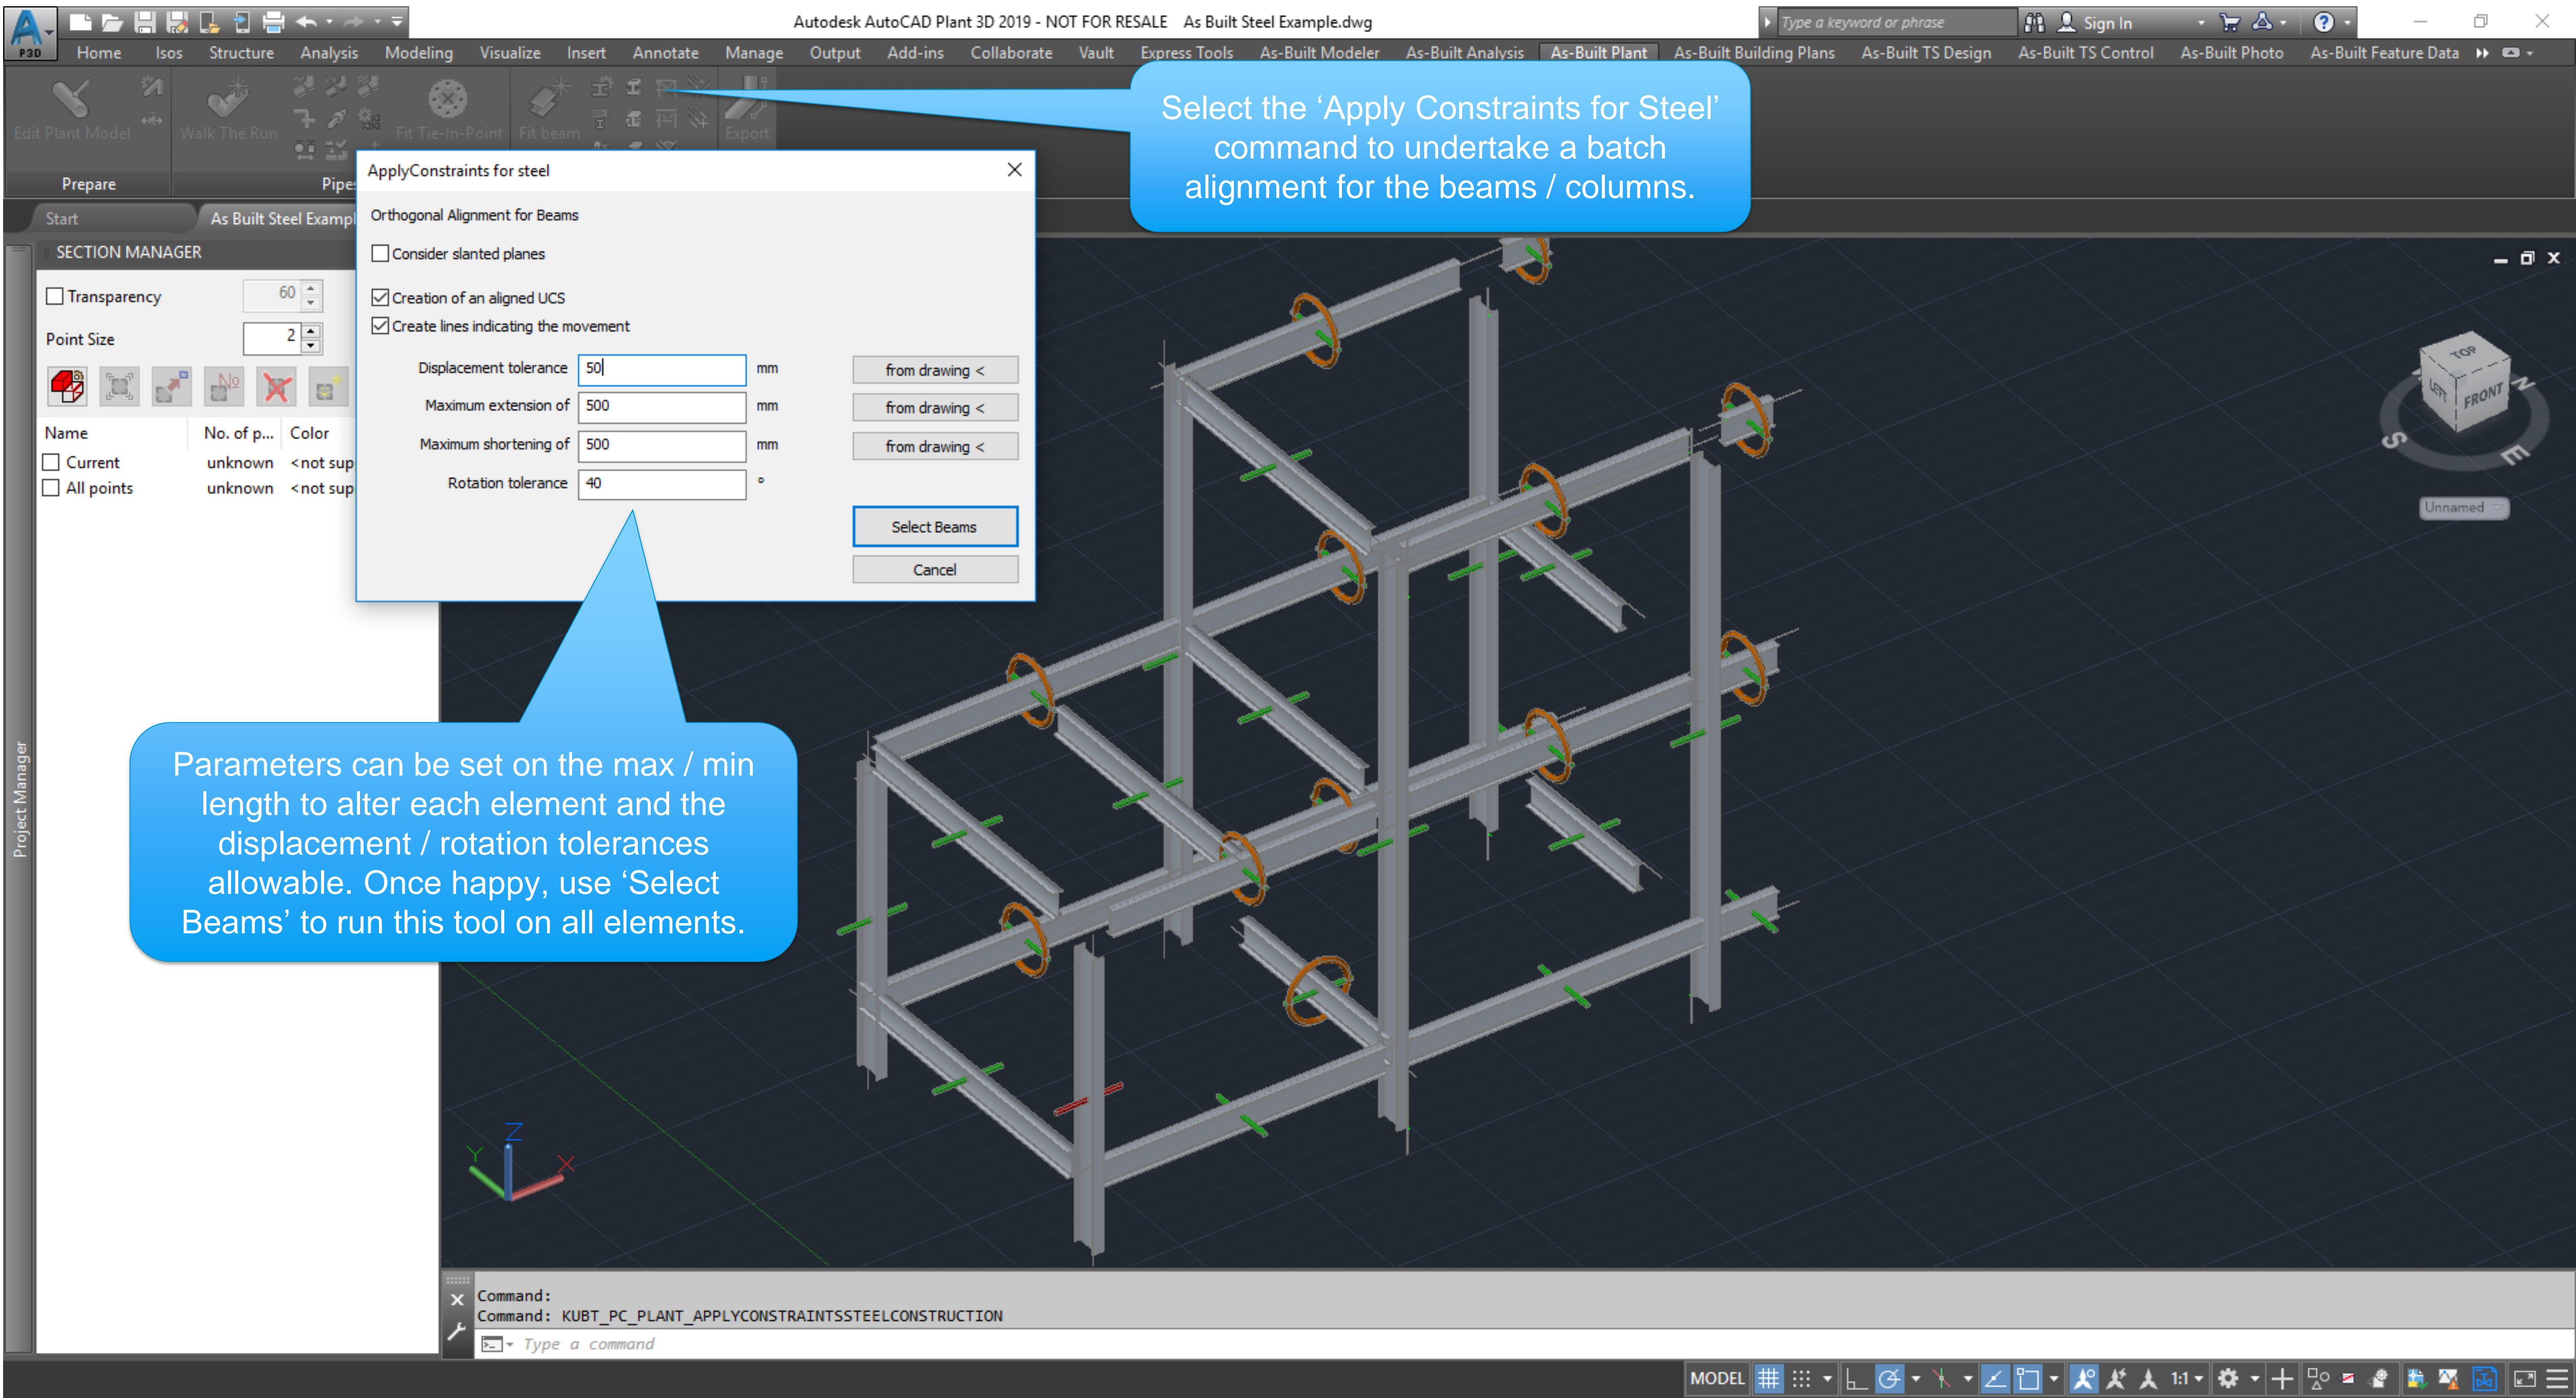 Autodesk AutoCAD Plant 3D 2019 - NOT FOR RESALE As Built Steel Example.dwg
Type a keyword or phrase
Sign In
P3D
Home Isos Structure Analysis Modeling Visualize Insert Annotate Manage Output Add-ins Collaborate Vault Express Tools As-Built Modeler As-Built Analysis As-Built Plant As-Built Building Plans As-Built TS Design As-Built TS Control As-Built Photo As-Built Feature Data
Edit Plant Model
Walk The Run
Fit Tie-In-Point
Fit beam
Export
Prepare
Pipes
Select the ‘Apply Constraints for Steel’
command to undertake a batch
alignment for the beams / columns.
Start
As Built Steel Exampl
SECTION MANAGER
Transparency 60
Point Size 2
Name No. of p... Color
Current unknown <not sup
All points unknown <not sup
Project Manager
ApplyConstraints for steel
Orthogonal Alignment for Beams
Consider slanted planes
Creation of an aligned UCS
Create lines indicating the movement
Displacement tolerance 50 mm from drawing <
Maximum extension of 500 mm from drawing <
Maximum shortening of 500 mm from drawing <
Rotation tolerance 40 °
Select Beams
Cancel
Parameters can be set on the max / min
length to alter each element and the
displacement / rotation tolerances
allowable. Once happy, use ‘Select
Beams’ to run this tool on all elements.
TOP
LEFT
FRONT
N
S
E
Unnamed
Z
Y
X
Command:
Command: KUBT_PC_PLANT_APPLYCONSTRAINTSSTEELCONSTRUCTION
Type a command
MODEL
1:1